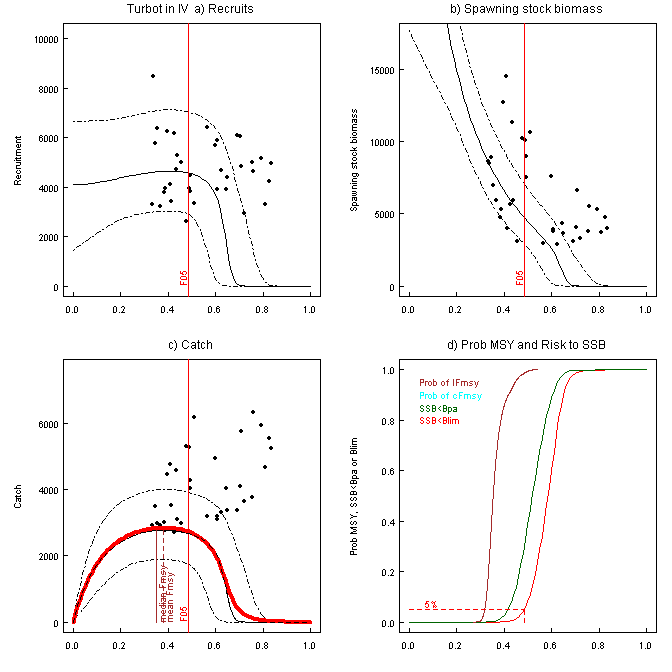 Turbot in IV a) Recruits
Recruitment
10000
8000
6000
4000
2000
0
F05
0.0 0.2 0.4 0.6 0.8 1.0
b) Spawning stock biomass
Spawning stock biomass
15000
10000
5000
0
F05
0.0 0.2 0.4 0.6 0.8 1.0
c) Catch
Catch
6000
4000
2000
0
median Fmsy
mean Fmsy
F05
0.0 0.2 0.4 0.6 0.8 1.0
d) Prob MSY and Risk to SSB
Prob MSY, SSB<Bpa or Blim
1.0
0.8
0.6
0.4
0.2
0.0
Prob of lFmsy
Prob of cFmsy
SSB<Bpa
SSB<Blim
5%
0.0 0.2 0.4 0.6 0.8 1.0